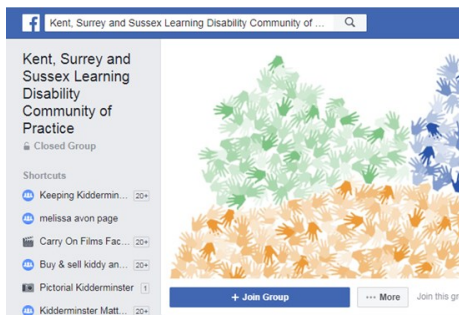 Kent, Surrey and Sussex Learning Disability Community of ...
Kent, Surrey and
Sussex Learning
Disability
Community of
Practice
Closed Group
Shortcuts
Keeping Kiddermin... 20+
melissa avon page
Carry On Films Fac... 20+
Buy & sell kiddy an... 20+
Pictorial Kidderminster 1
Kidderminster Matt... 20+
+ Join Group
... More
Join this gr